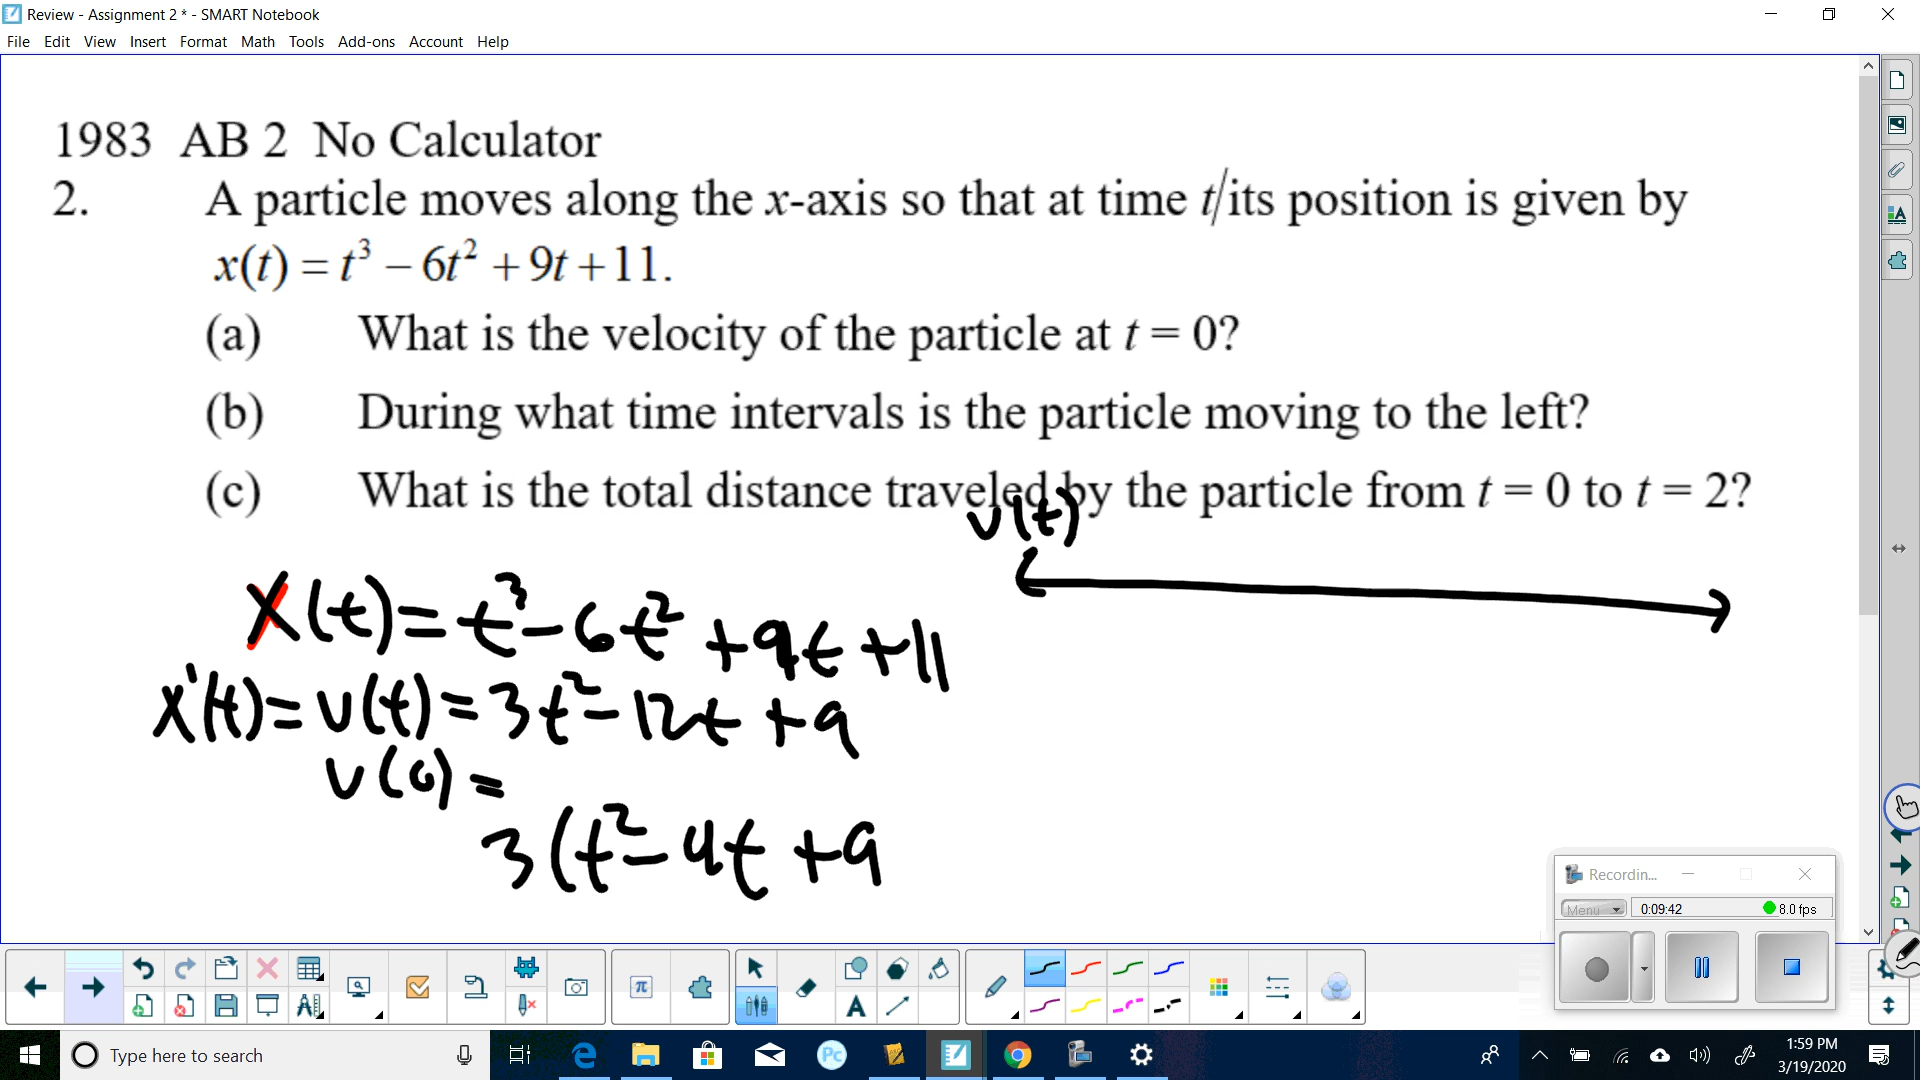 Review - Assignment 2 * - SMART Notebook
File Edit View Insert Format Math Tools Add-ons Account Help
1983 AB 2 No Calculator
2. A particle moves along the x-axis so that at time t its position is given by
x(t) = t³ – 6t² + 9t + 11.
(a) What is the velocity of the particle at t = 0?
(b) During what time intervals is the particle moving to the left?
(c) What is the total distance traveled by the particle from t = 0 to t = 2?
v(t)
x(t) = t³ - 6t² + 9t + 11
x'(t) = v(t) = 3t² - 12t + 9
v(0) =
3(t² - 4t + 9
Recordin...
Menu 0:09:42 8.0 fps
π
A
Type here to search
Pc
1:59 PM
3/19/2020